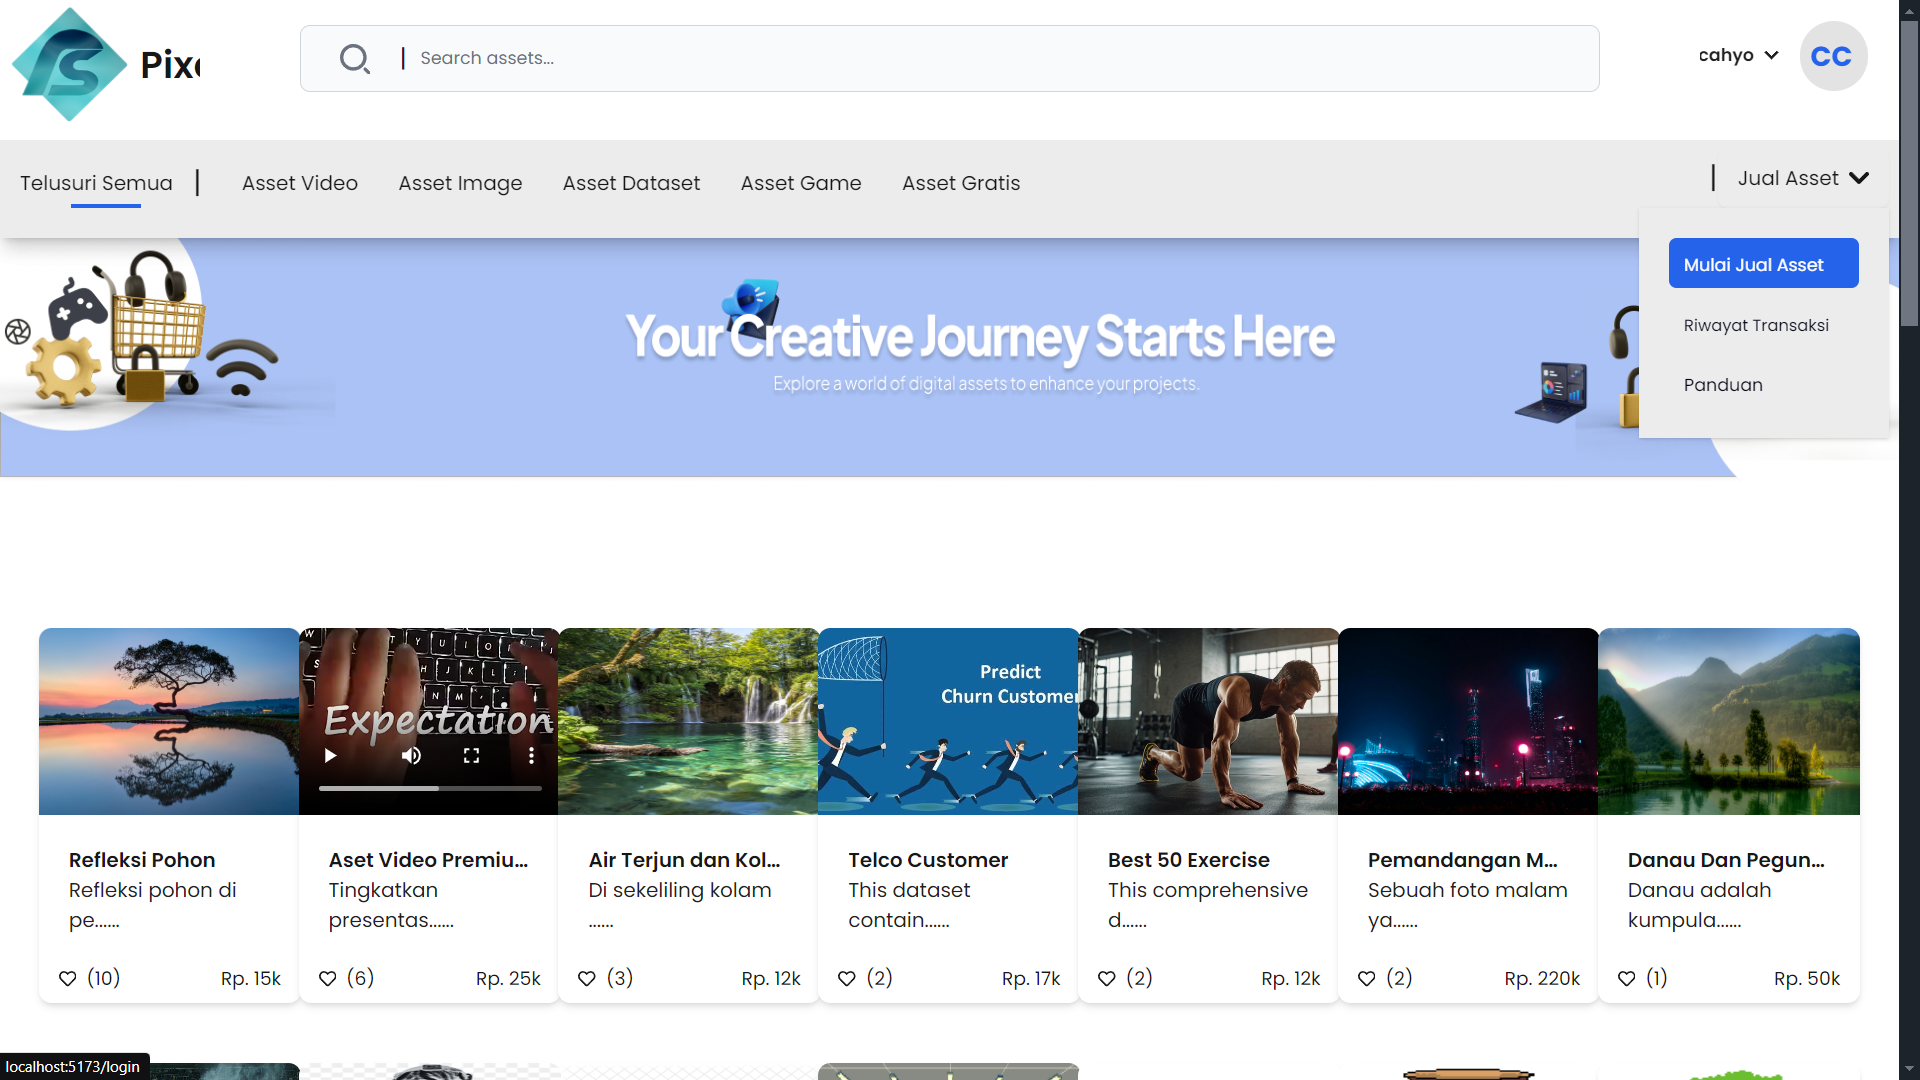 Pixe
Search assets...
cahyo
CC
Telusuri Semua
Asset Video
Asset Image
Asset Dataset
Asset Game
Asset Gratis
Jual Asset
Mulai Jual Asset
Riwayat Transaksi
Panduan
Your Creative Journey Starts Here
Explore a world of digital assets to enhance your projects.
Expectation
Predict
Churn Customer
Refleksi Pohon
Refleksi pohon di
pe......
(10)
Rp. 15k
Aset Video Premiu...
Tingkatkan
presentas......
(6)
Rp. 25k
Air Terjun dan Kol...
Di sekeliling kolam
......
(3)
Rp. 12k
Telco Customer
This dataset
contain......
(2)
Rp. 17k
Best 50 Exercise
This comprehensive
d......
(2)
Rp. 12k
Pemandangan M...
Sebuah foto malam
ya......
(2)
Rp. 220k
Danau Dan Pegun...
Danau adalah
kumpula......
(1)
Rp. 50k
localhost:5173/login